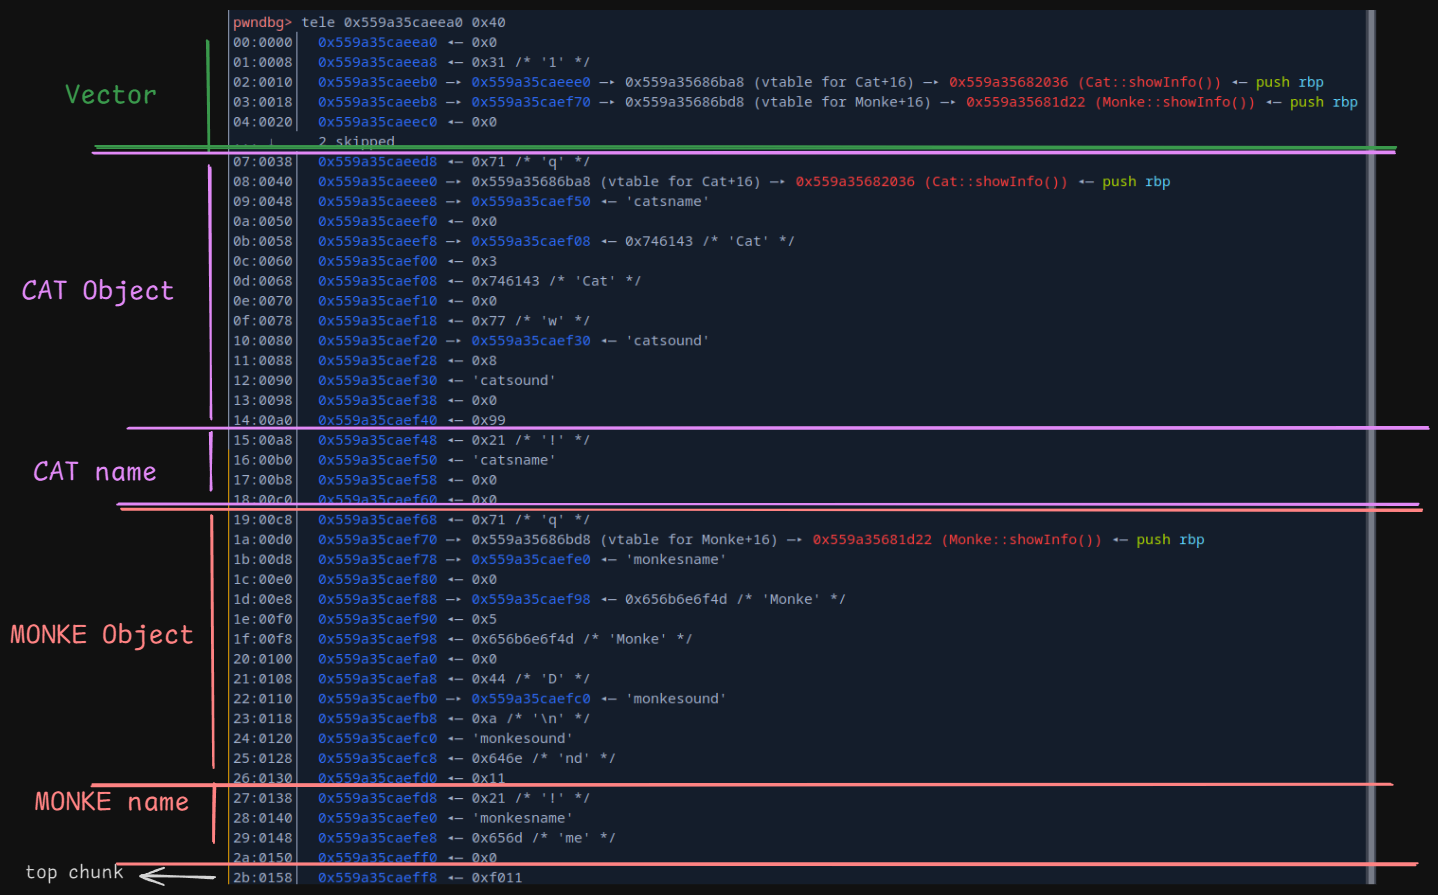 pwndbg> tele 0x559a35caeea0 0x40
00:0000│ 0x559a35caeea0 ◂— 0x0
01:0008│ 0x559a35caeea8 ◂— 0x31 /* '1' */
Vector
02:0010│ 0x559a35caeeb0 —▸ 0x559a35caeee0 —▸ 0x559a35686ba8 (vtable for Cat+16) —▸ 0x559a35682036 (Cat::showInfo()) ◂— push rbp
03:0018│ 0x559a35caeeb8 —▸ 0x559a35caef70 —▸ 0x559a35686bd8 (vtable for Monke+16) —▸ 0x559a35681d22 (Monke::showInfo()) ◂— push rbp
04:0020│ 0x559a35caeec0 ◂— 0x0
... ↓ 2 skipped
07:0038│ 0x559a35caeed8 ◂— 0x71 /* 'q' */
08:0040│ 0x559a35caeee0 —▸ 0x559a35686ba8 (vtable for Cat+16) —▸ 0x559a35682036 (Cat::showInfo()) ◂— push rbp
09:0048│ 0x559a35caeee8 —▸ 0x559a35caef50 ◂— 'catsname'
0a:0050│ 0x559a35caeef0 ◂— 0x0
0b:0058│ 0x559a35caeef8 —▸ 0x559a35caef08 ◂— 0x746143 /* 'Cat' */
0c:0060│ 0x559a35caef00 ◂— 0x3
0d:0068│ 0x559a35caef08 ◂— 0x746143 /* 'Cat' */
CAT Object
0e:0070│ 0x559a35caef10 ◂— 0x0
0f:0078│ 0x559a35caef18 ◂— 0x77 /* 'w' */
10:0080│ 0x559a35caef20 —▸ 0x559a35caef30 ◂— 'catsound'
11:0088│ 0x559a35caef28 ◂— 0x8
12:0090│ 0x559a35caef30 ◂— 'catsound'
13:0098│ 0x559a35caef38 ◂— 0x0
14:00a0│ 0x559a35caef40 ◂— 0x99
15:00a8│ 0x559a35caef48 ◂— 0x21 /* '!' */
16:00b0│ 0x559a35caef50 ◂— 'catsname'
CAT name
17:00b8│ 0x559a35caef58 ◂— 0x0
18:00c0│ 0x559a35caef60 ◂— 0x0
19:00c8│ 0x559a35caef68 ◂— 0x71 /* 'q' */
1a:00d0│ 0x559a35caef70 —▸ 0x559a35686bd8 (vtable for Monke+16) —▸ 0x559a35681d22 (Monke::showInfo()) ◂— push rbp
1b:00d8│ 0x559a35caef78 —▸ 0x559a35caefe0 ◂— 'monkesname'
1c:00e0│ 0x559a35caef80 ◂— 0x0
1d:00e8│ 0x559a35caef88 —▸ 0x559a35caef98 ◂— 0x656b6e6f4d /* 'Monke' */
1e:00f0│ 0x559a35caef90 ◂— 0x5
MONKE Object
1f:00f8│ 0x559a35caef98 ◂— 0x656b6e6f4d /* 'Monke' */
20:0100│ 0x559a35caefa0 ◂— 0x0
21:0108│ 0x559a35caefa8 ◂— 0x44 /* 'D' */
22:0110│ 0x559a35caefb0 —▸ 0x559a35caefc0 ◂— 'monkesound'
23:0118│ 0x559a35caefb8 ◂— 0xa /* '\n' */
24:0120│ 0x559a35caefc0 ◂— 'monkesound'
25:0128│ 0x559a35caefc8 ◂— 0x646e /* 'nd' */
26:0130│ 0x559a35caefd0 ◂— 0x11
MONKE name
27:0138│ 0x559a35caefd8 ◂— 0x21 /* '!' */
28:0140│ 0x559a35caefe0 ◂— 'monkesname'
29:0148│ 0x559a35caefe8 ◂— 0x656d /* 'me' */
2a:0150│ 0x559a35caeff0 ◂— 0x0
top chunk
2b:0158│ 0x559a35caeff8 ◂— 0xf011